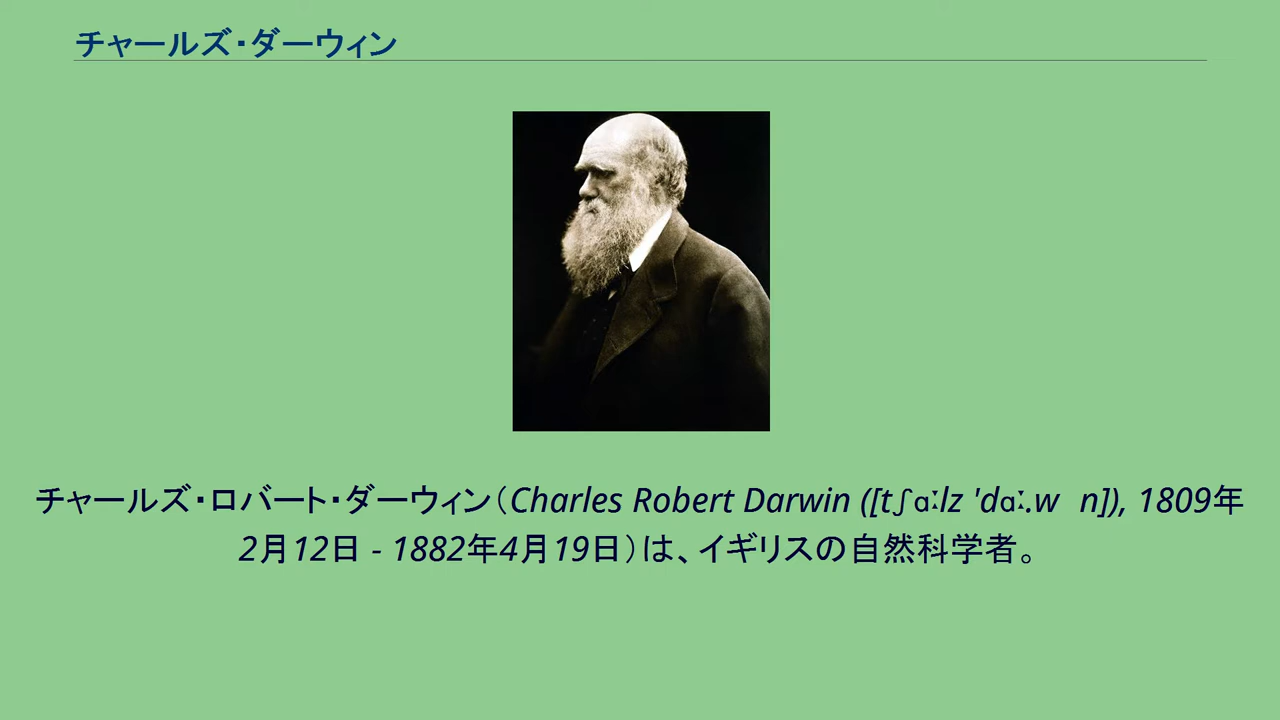 チャールズ・ダーウィン
チャールズ・ロバート・ダーウィン（Charles Robert Darwin ([tʃɑːlz 'dɑː.w n]), 1809年
2月12日 - 1882年4月19日）は、イギリスの自然科学者。